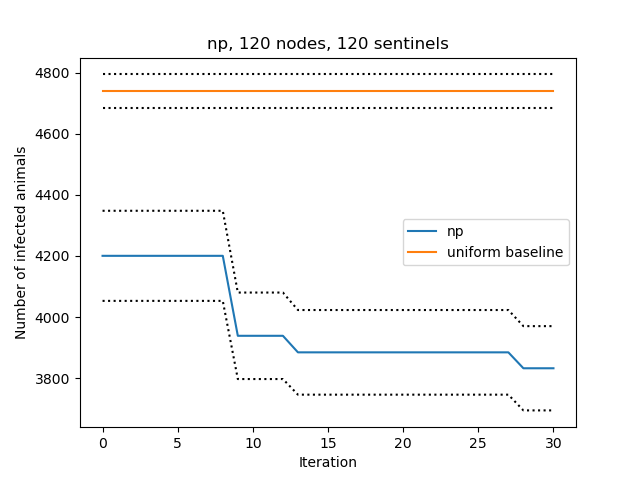 np, 120 nodes, 120 sentinels
Number of infected animals
4800
4600
4400
4200
4000
3800
np
uniform baseline
0 5 10 15 20 25 30
Iteration